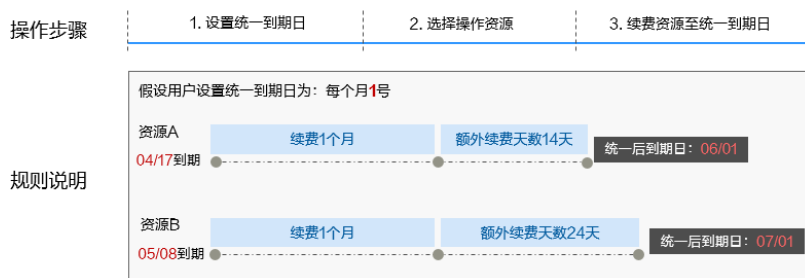 操作步骤
1. 设置统一到期日
2. 选择操作资源
3. 续费资源至统一到期日
规则说明
假设用户设置统一到期日为：每个月1号
资源A
04/17到期
续费1个月
额外续费天数14天
统一后到期日：06/01
资源B
05/08到期
续费1个月
额外续费天数24天
统一后到期日：07/01